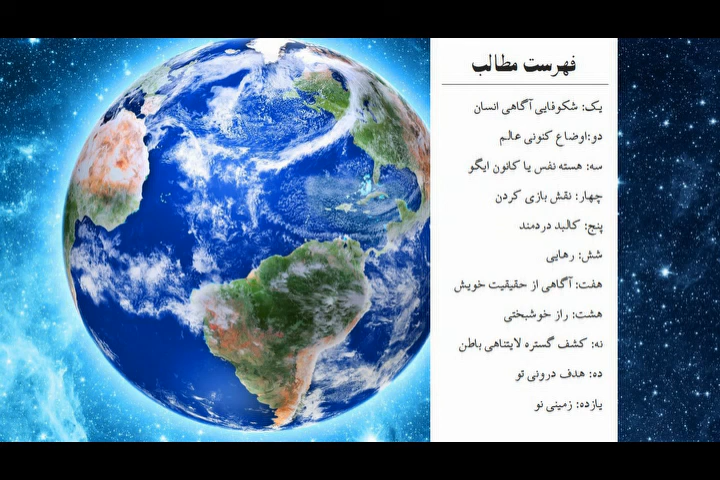 فهرست مطالب
یک: شکوفایی آگاهی انسان
دو:اوضاع کنونی عالم
سه: هسته نفس یا کانون ایگو
چهار: نقش بازی کردن
پنج: کالبد دردمند
شش: رهایی
هفت: آگاهی از حقیقیت خویش
هشت: راز خوشبختی
نه: کشف گستره لایتناهی باطن
ده: هدف درونی تو
یازده: زمینی نو